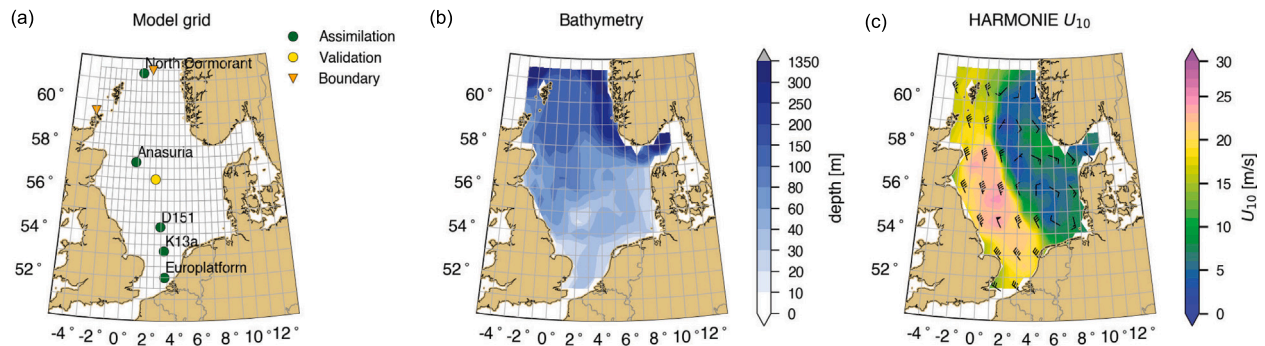 (a)
Model grid
Assimilation
Validation
Boundary
North Cormorant
Anasuria
D151
K13a
Europlatform
60°
58°
56°
54°
52°
-4° -2° 0° 2° 4° 6° 8° 10° 12°
(b)
Bathymetry
60°
58°
56°
54°
52°
-4° -2° 0° 2° 4° 6° 8° 10° 12°
1350
300
250
200
150
100
80
60
40
30
20
10
0
depth [m]
(c)
HARMONIE U10
60°
58°
56°
54°
52°
-4° -2° 0° 2° 4° 6° 8° 10° 12°
30
25
20
15
10
5
0
U10 [m/s]